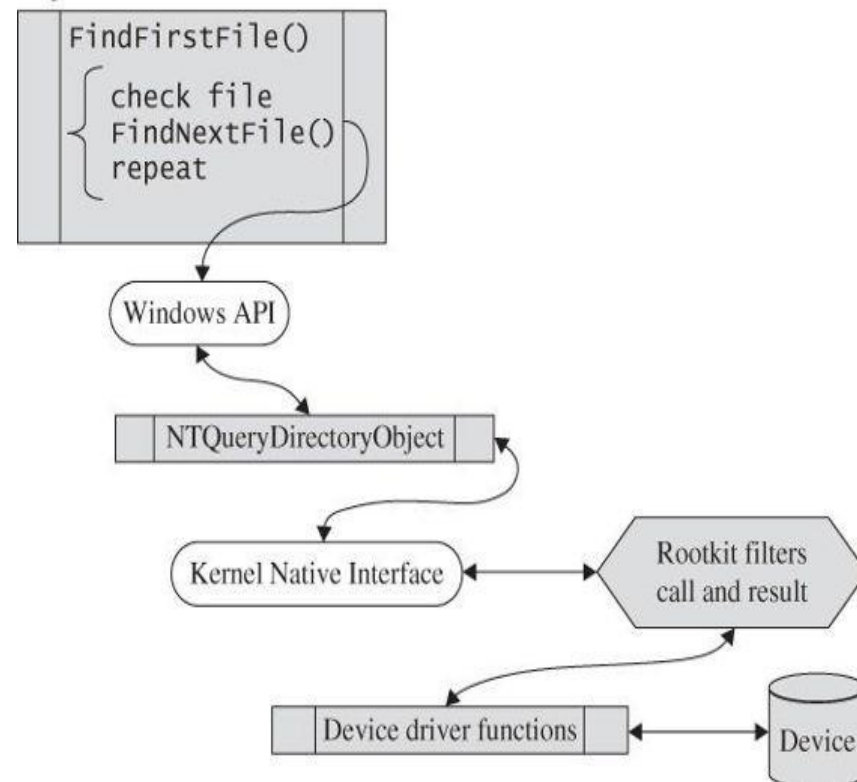 FindFirstFile()
check file
FindNextFile()
repeat
Windows API
NTQueryDirectoryObject
Kernel Native Interface
Rootkit filters
call and result
Device driver functions
Device